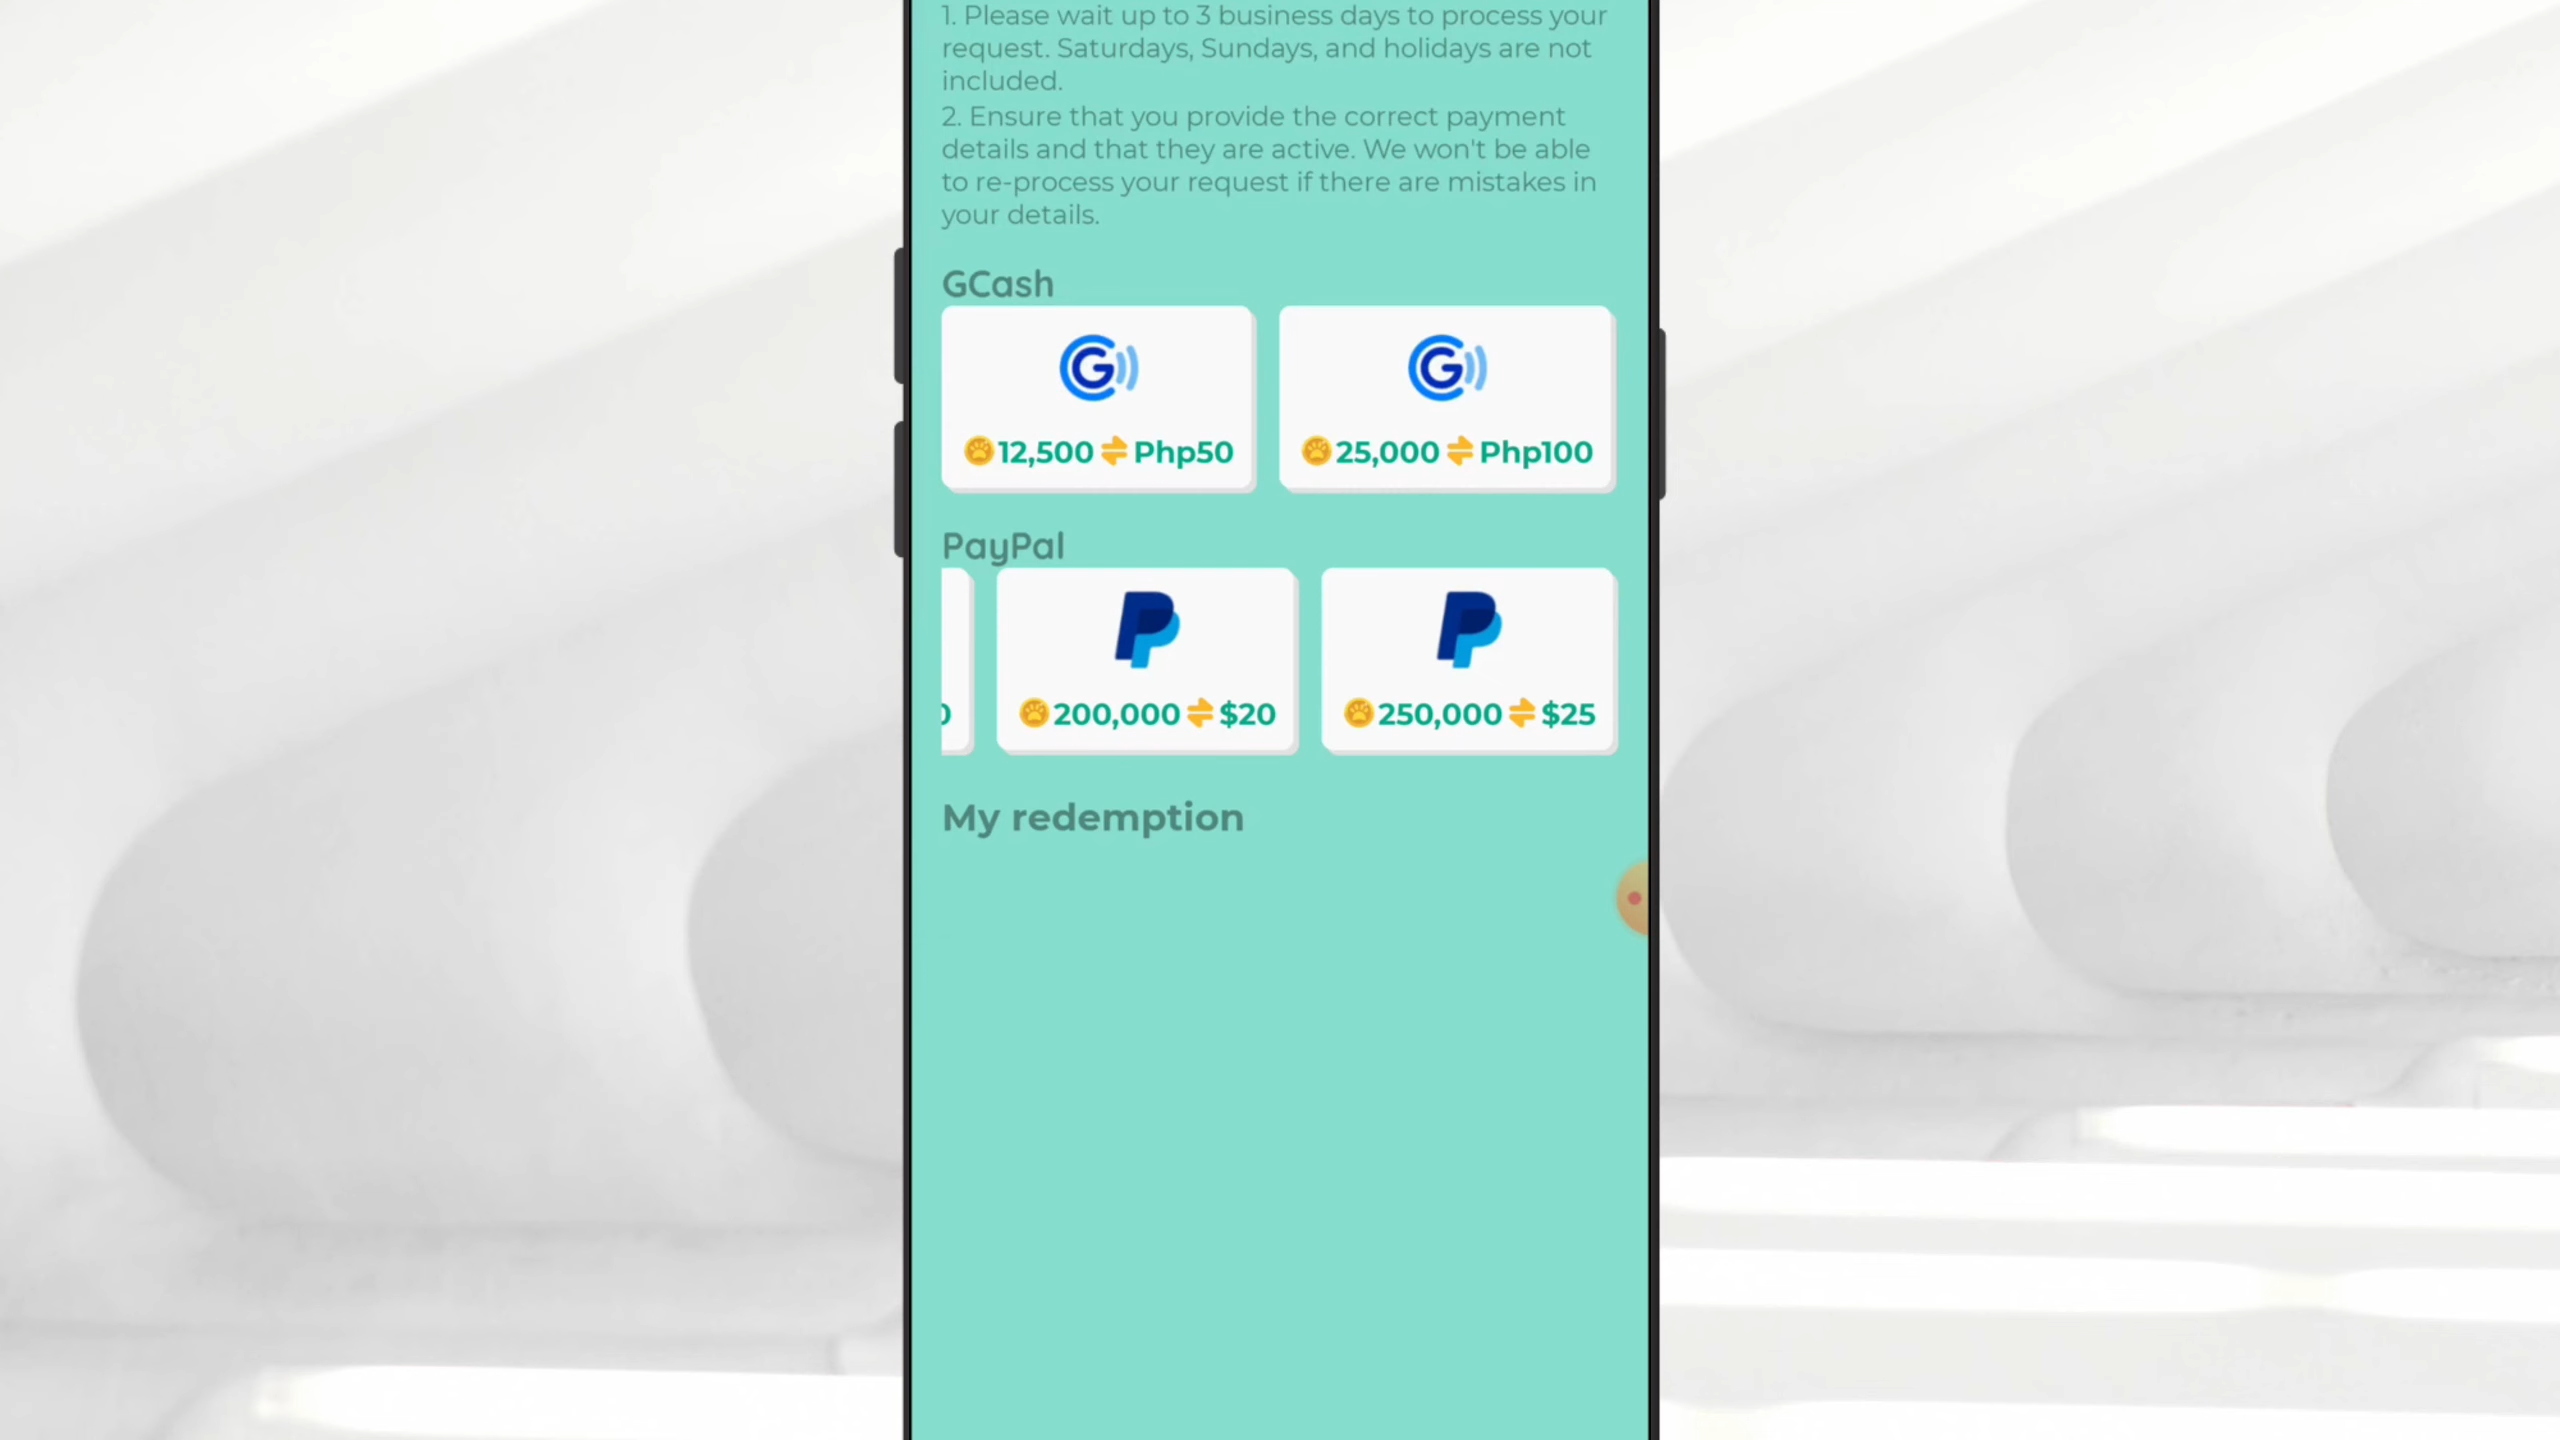 1. Please wait up to 3 business days to process your
request. Saturdays, Sundays, and holidays are not
included.
2. Ensure that you provide the correct payment
details and that they are active. We won't be able
to re-process your request if there are mistakes in
your details.
GCash
12,500 Php50
25,000 Php100
PayPal
200,000 $20
250,000 $25
My redemption